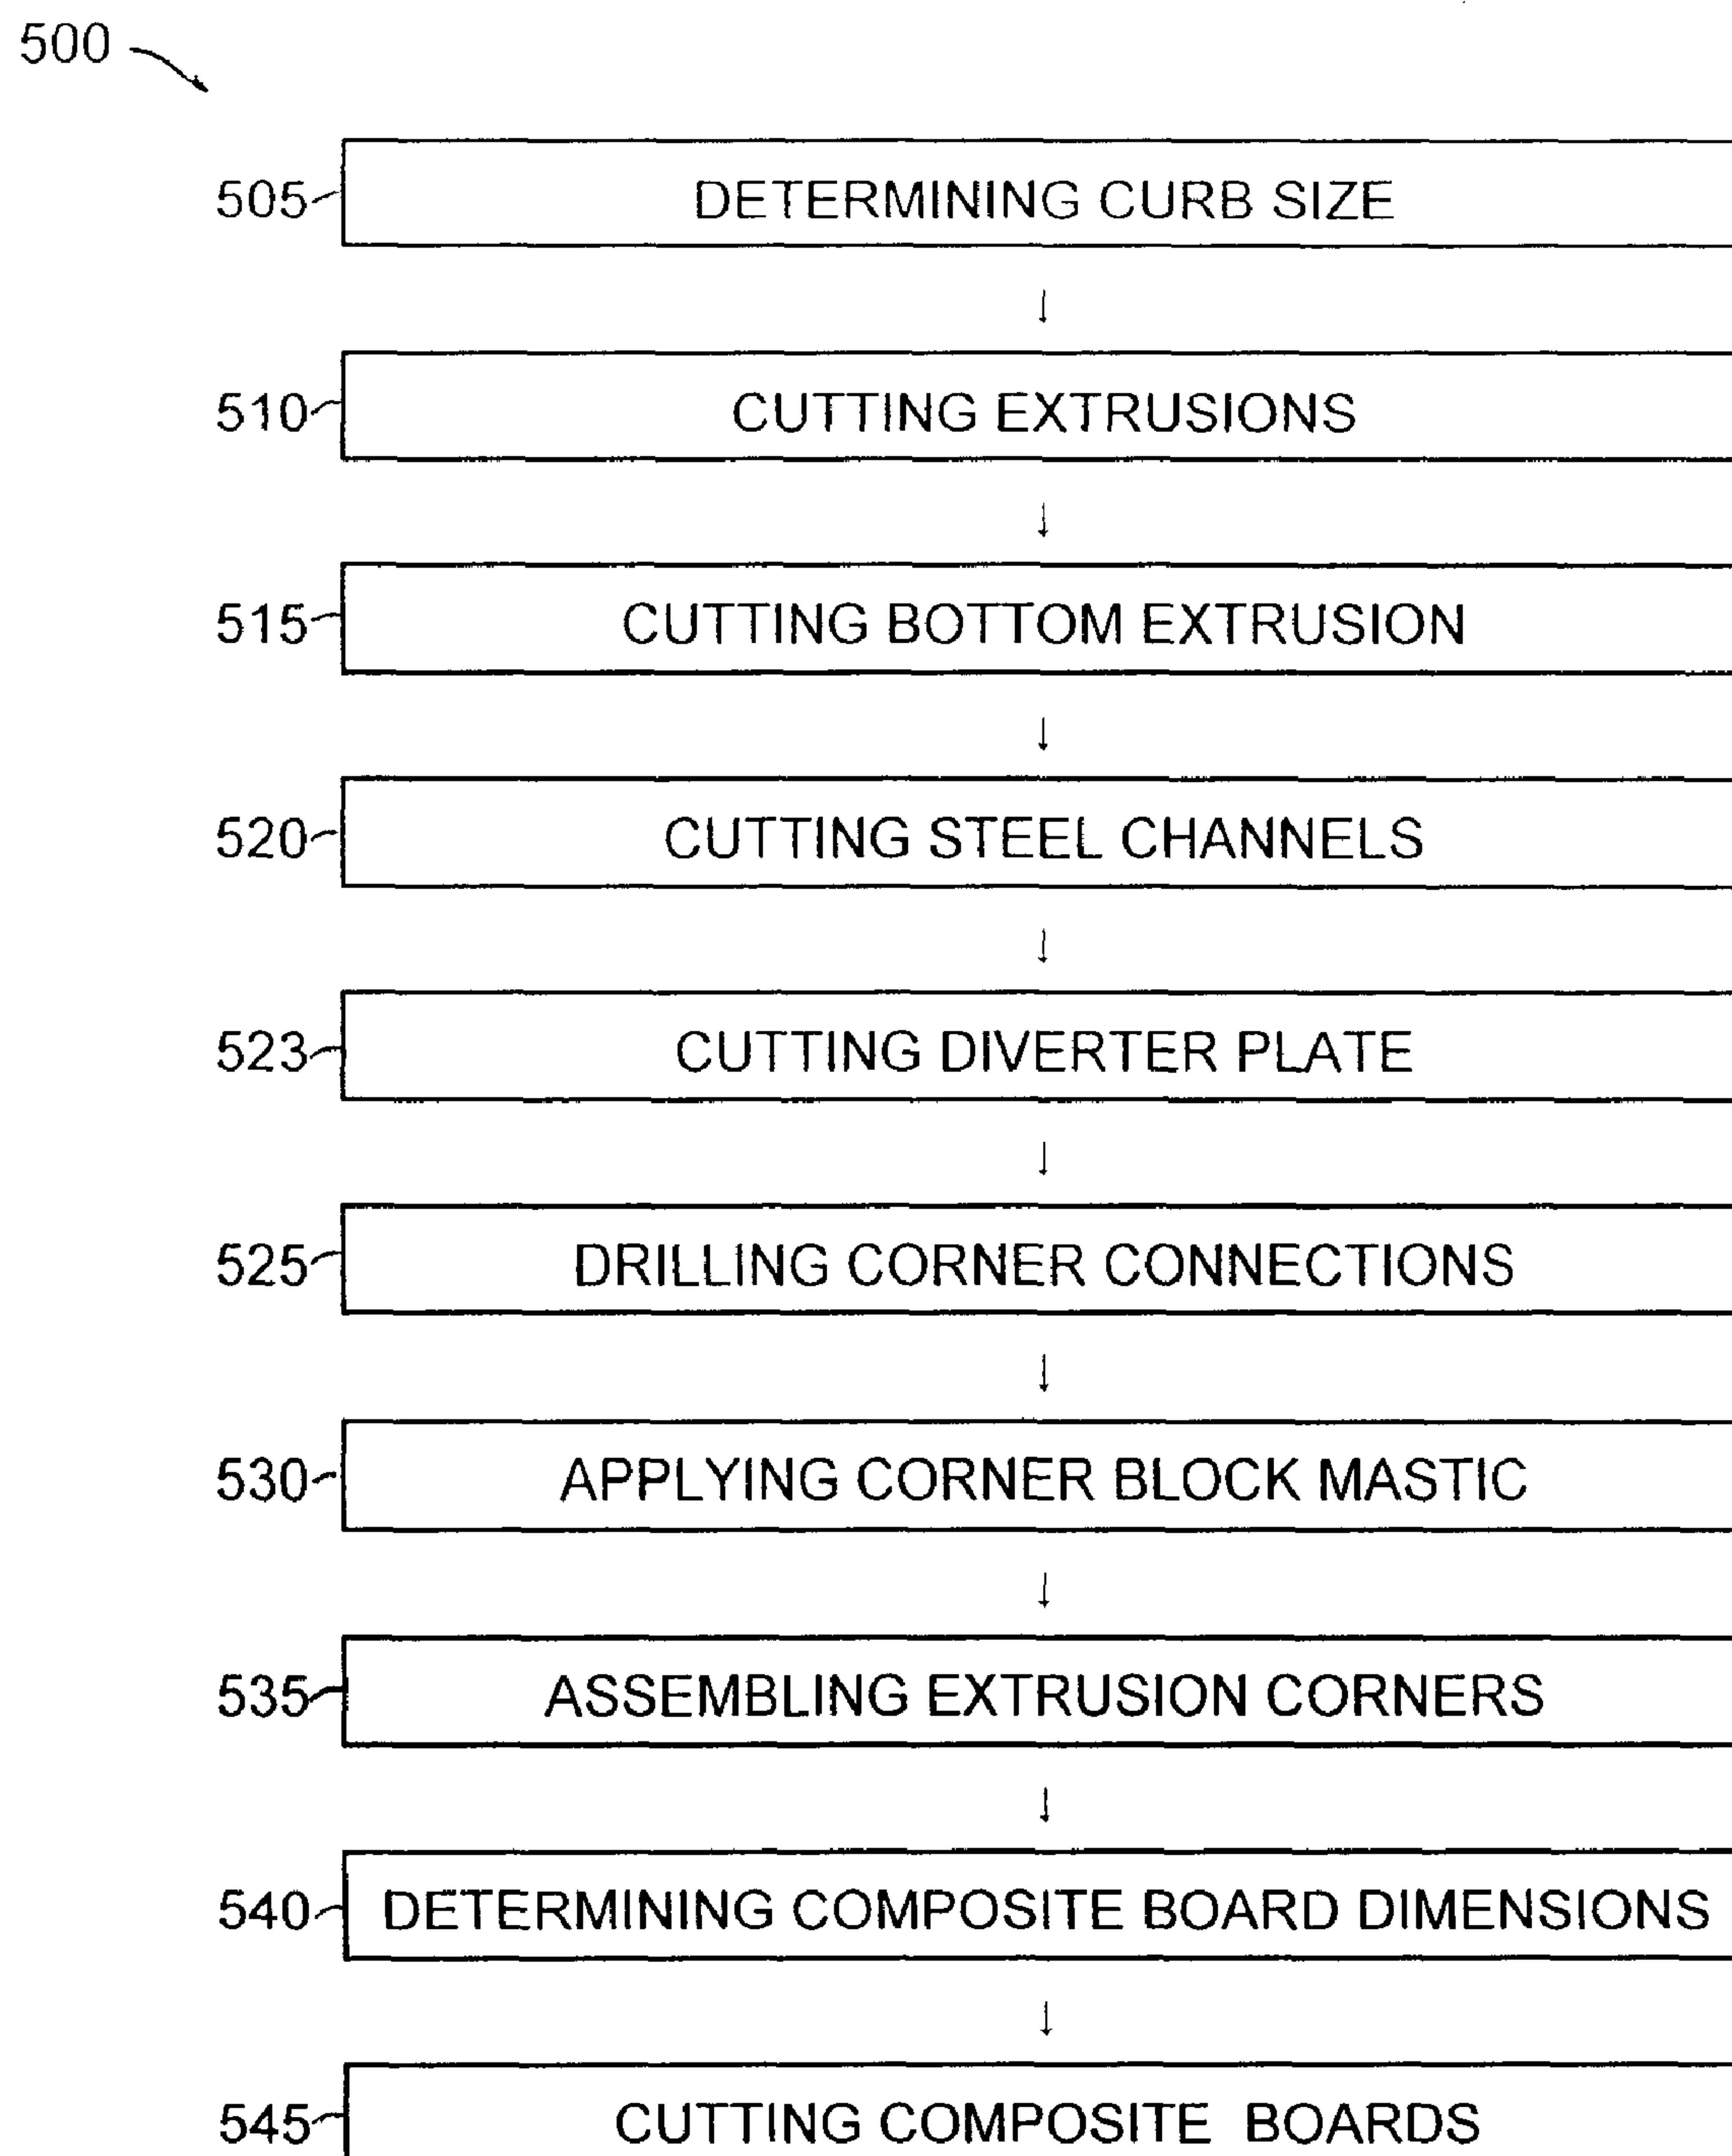 500
505 DETERMINING CURB SIZE
510 CUTTING EXTRUSIONS
515 CUTTING BOTTOM EXTRUSION
520 CUTTING STEEL CHANNELS
523 CUTTING DIVERTER PLATE
525 DRILLING CORNER CONNECTIONS
530 APPLYING CORNER BLOCK MASTIC
535 ASSEMBLING EXTRUSION CORNERS
540 DETERMINING COMPOSITE BOARD DIMENSIONS
545 CUTTING COMPOSITE BOARDS